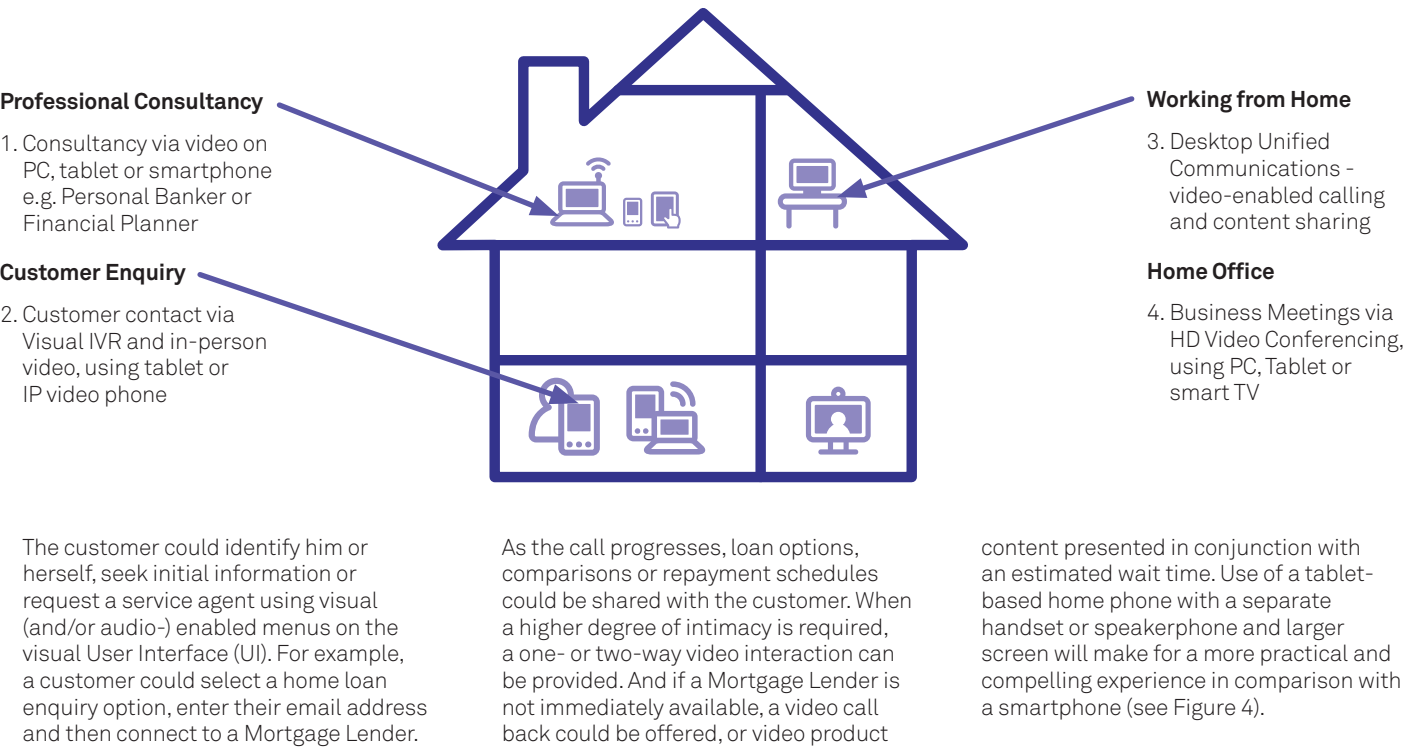 Professional Consultancy
1. Consultancy via video on
PC, tablet or smartphone
e.g. Personal Banker or
Financial Planner
Customer Enquiry
2. Customer contact via
Visual IVR and in-person
video, using tablet or
IP video phone
Working from Home
3. Desktop Unified
Communications -
video-enabled calling
and content sharing
Home Office
4. Business Meetings via
HD Video Conferencing,
using PC, Tablet or
smart TV
The customer could identify him or
herself, seek initial information or
request a service agent using visual
(and/or audio-) enabled menus on the
visual User Interface (UI). For example,
a customer could select a home loan
enquiry option, enter their email address
and then connect to a Mortgage Lender.
As the call progresses, loan options,
comparisons or repayment schedules
could be shared with the customer. When
a higher degree of intimacy is required,
a one- or two-way video interaction can
be provided. And if a Mortgage Lender is
not immediately available, a video call
back could be offered, or video product
content presented in conjunction with
an estimated wait time. Use of a tablet-
based home phone with a separate
handset or speakerphone and larger
screen will make for a more practical and
compelling experience in comparison with
a smartphone (see Figure 4).